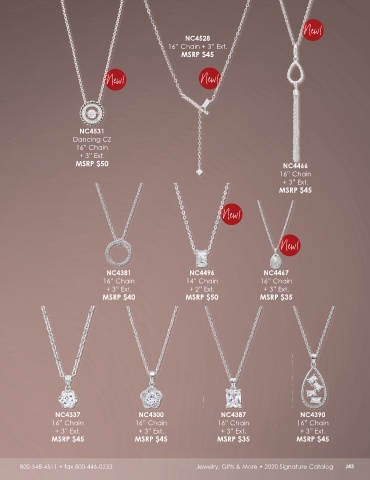 NC4528
16" Chain + 3" Ext.
MSRP $45
New!
New!
New!
NC4531
Dancing CZ
16" Chain
+ 3" Ext.
MSRP $50
NC4466
16" Chain
+ 3" Ext.
MSRP $45
New!
New!
NC4381
16" Chain
+ 3" Ext.
MSRP $40
NC4496
14" Chain
+ 2" Ext.
MSRP $50
NC4467
16" Chain
+ 3" Ext.
MSRP $35
NC4337
16" Chain
+ 3" Ext.
MSRP $45
NC4300
16" Chain
+ 3" Ext.
MSRP $45
NC4387
16" Chain
+ 3" Ext.
MSRP $35
NC4390
16" Chain
+ 3" Ext.
MSRP $45
800-548-4511 • fax 800-446-0233 Jewelry, Gifts & More • 2020 Signature Catalog